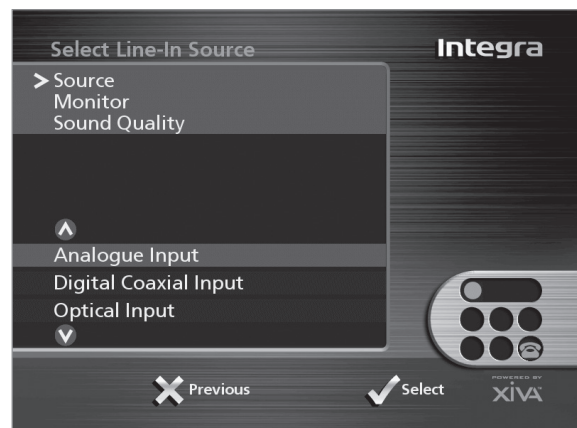 Select Line-In Source
Integra
> Source
Monitor
Sound Quality
Analogue Input
Digital Coaxial Input
Optical Input
Previous
Select
POWERED BY
XiVA